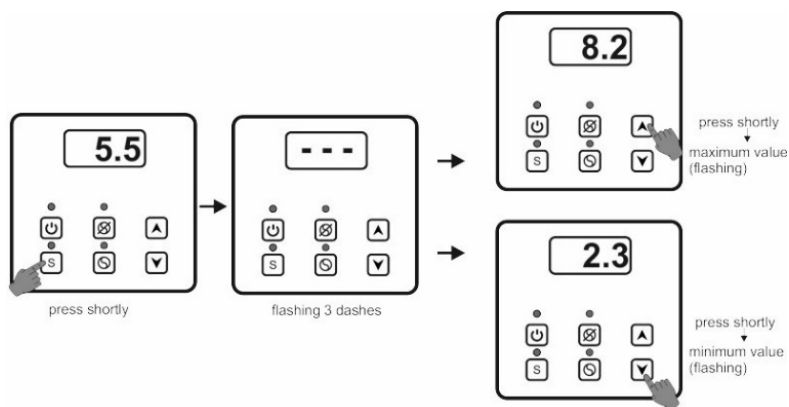 5.5
S
press shortly
- - -
S
flashing 3 dashes
8.2
S
press shortly
maximum value
(flashing)
2.3
S
press shortly
minimum value
(flashing)